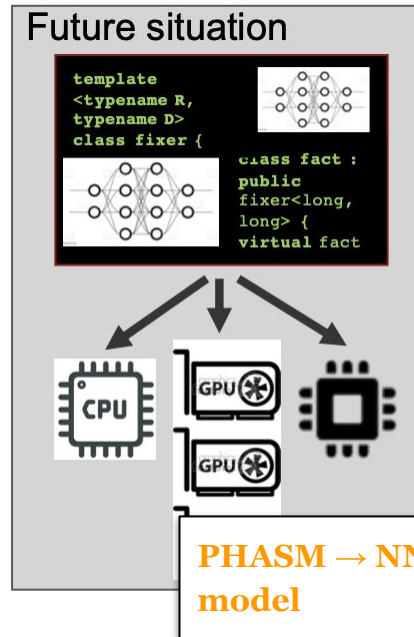 Future situation
template
<typename R,
typename D>
class fixer {
class fact :
public
fixer<long,
long> {
virtual fact
CPU
GPU
GPU
PHASM → NN
model